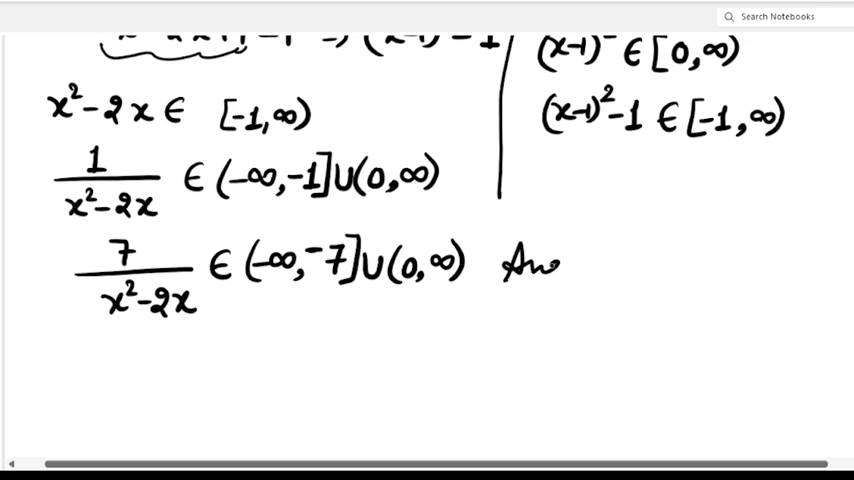 Search Notebooks
(x-1)² ∈ [0,∞)
x²-2x ∈ [-1,∞)
(x-1)²-1 ∈ [-1,∞)
1/(x²-2x) ∈ (-∞,-1]∪(0,∞)
7/(x²-2x) ∈ (-∞,-7]∪(0,∞) Ans